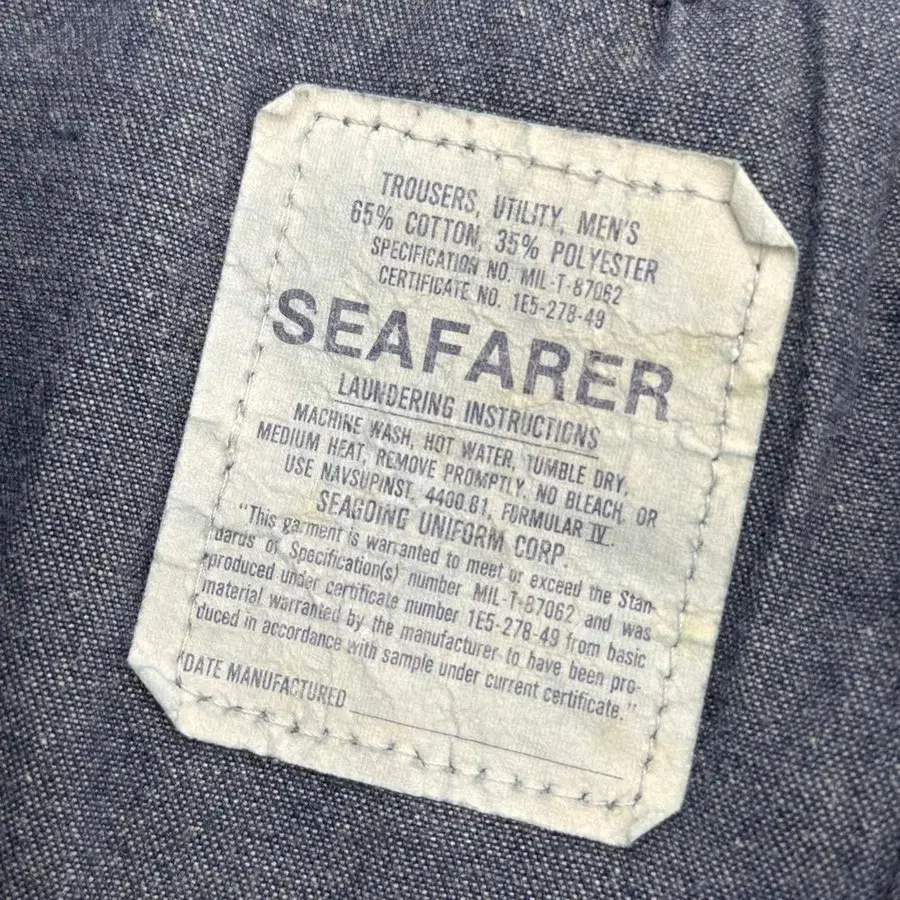 TROUSERS, UTILITY, MEN'S
65% COTTON, 35% POLYESTER
SPECIFICATION NO. MIL-T-87062
CERTIFICATE NO. 1E5-278-49
SEAFARER
LAUNDERING INSTRUCTIONS
MACHINE WASH, HOT WATER, TUMBLE DRY,
MEDIUM HEAT, REMOVE PROMPTLY. NO BLEACH, OR
USE NAVSUPINST. 4400.81, FORMULAR IV.
SEAGOING UNIFORM CORP.
"This garment is warranted to meet or exceed the Stan-
dards of Specification(s) number MIL-T-87062 and was
produced under certificate number 1E5-278-49 from basic
material warranted by the manufacturer to have been pro-
duced in accordance with sample under current certificate."
DATE MANUFACTURED